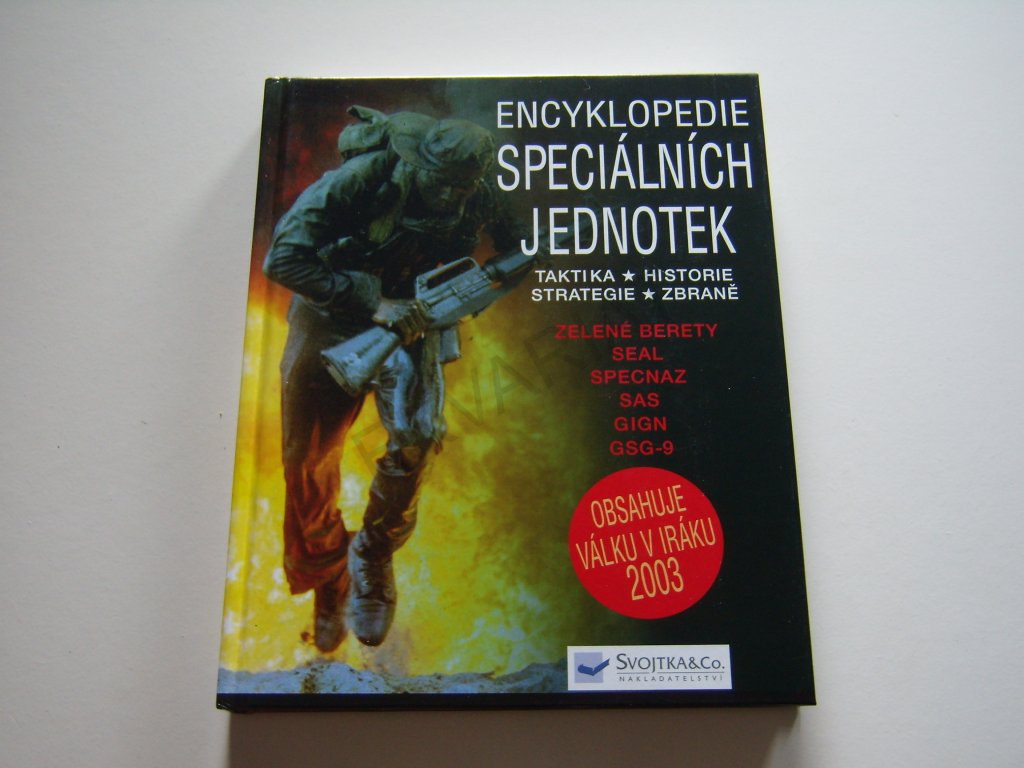 ENCYKLOPEDIE
SPECIÁLNÍCH
JEDNOTEK
TAKTIKA ★ HISTORIE
STRATEGIE ★ ZBRANĚ
ZELENÉ BERETY
SEAL
SPECNAZ
SAS
GIGN
GSG-9
OBSAHUJE
VÁLKU V IRÁKU
2003
SVOJTKA&CO.
NAKLADATELSTVÍ